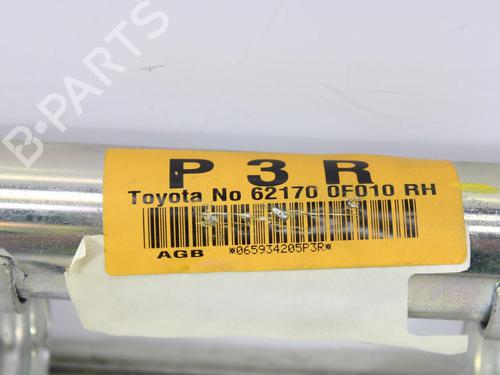 B-PARTS
P 3 R
Toyota No 62170 0F010 RH
AGB *065934205P3R*